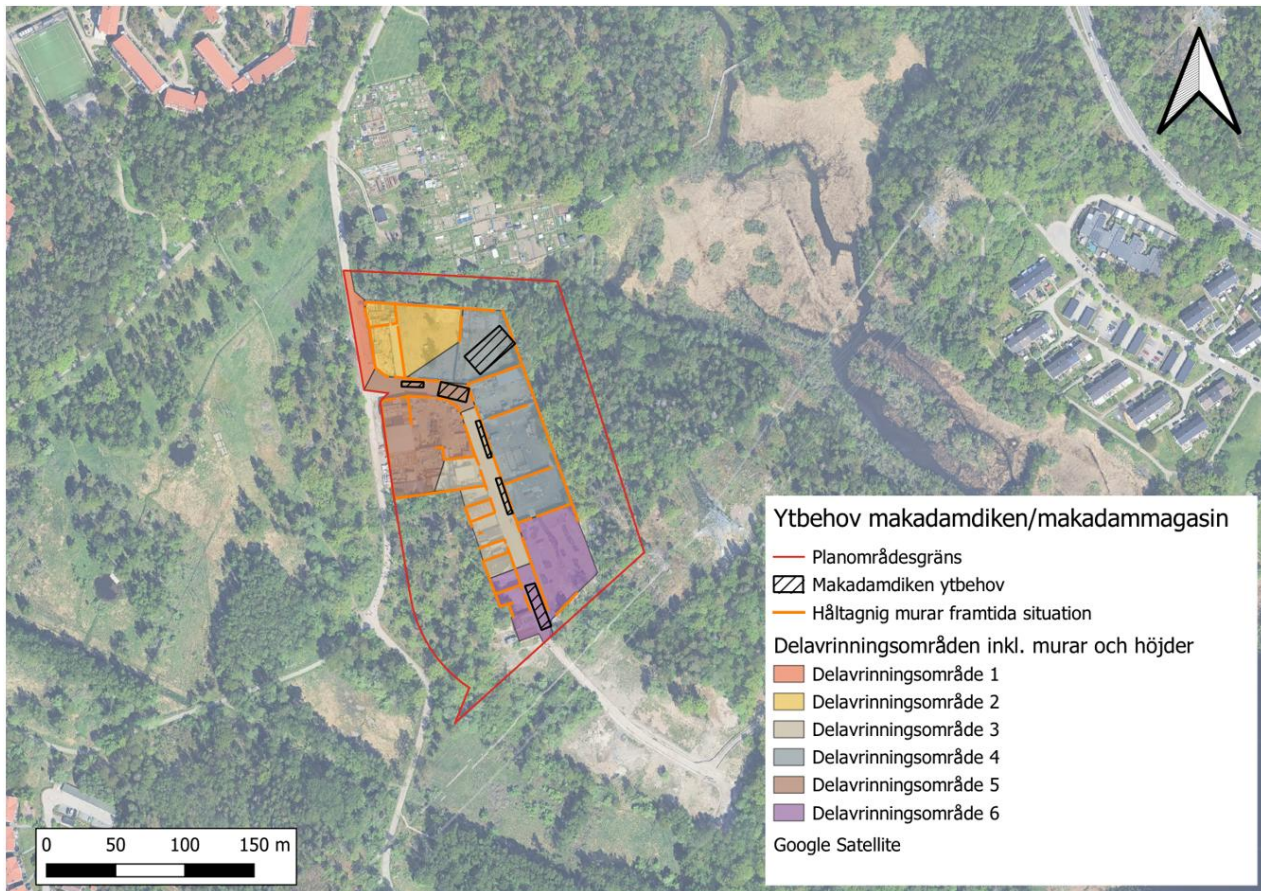 Ytbehov makadamdiken/makadammagasin
Planområdesgräns
Makadamdiken ytbehov
Håltagnig murar framtida situation
Delavrinningsområden inkl. murar och höjder
Delavrinningsområde 1
Delavrinningsområde 2
Delavrinningsområde 3
Delavrinningsområde 4
Delavrinningsområde 5
Delavrinningsområde 6
Google Satellite
0 50 100 150 m